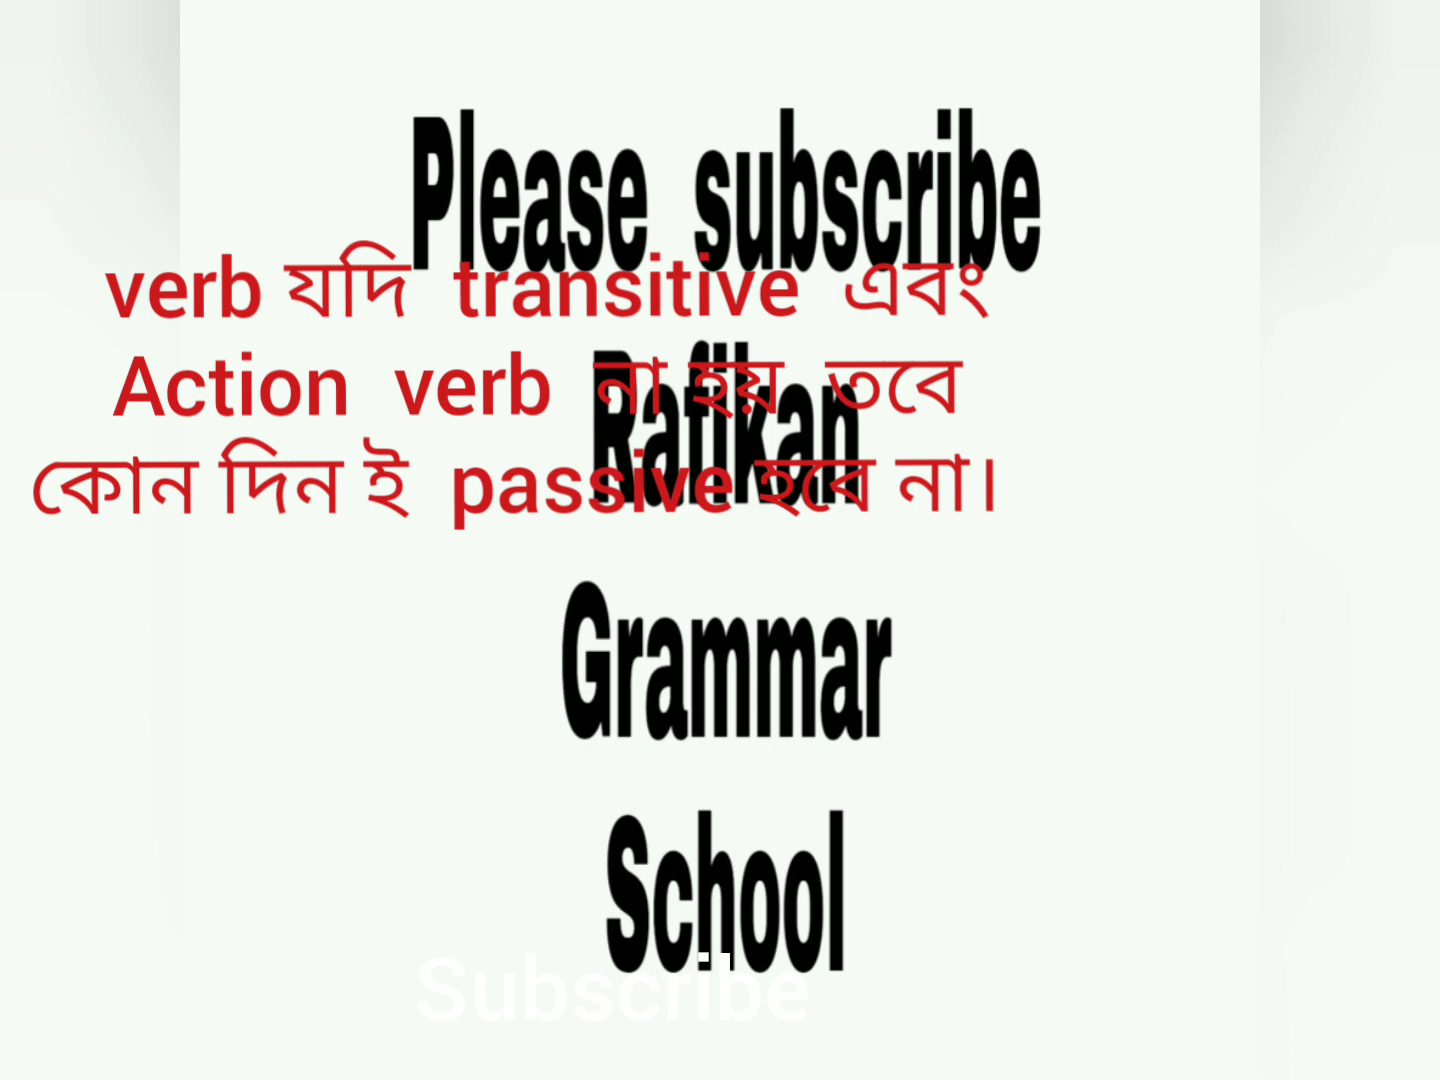 Please subscribe
verb যদি transitive এবং
Action verb না হয় তবে
Rafikan
কোন দিন ই passive হবে না।
Grammar
School
Subscribe